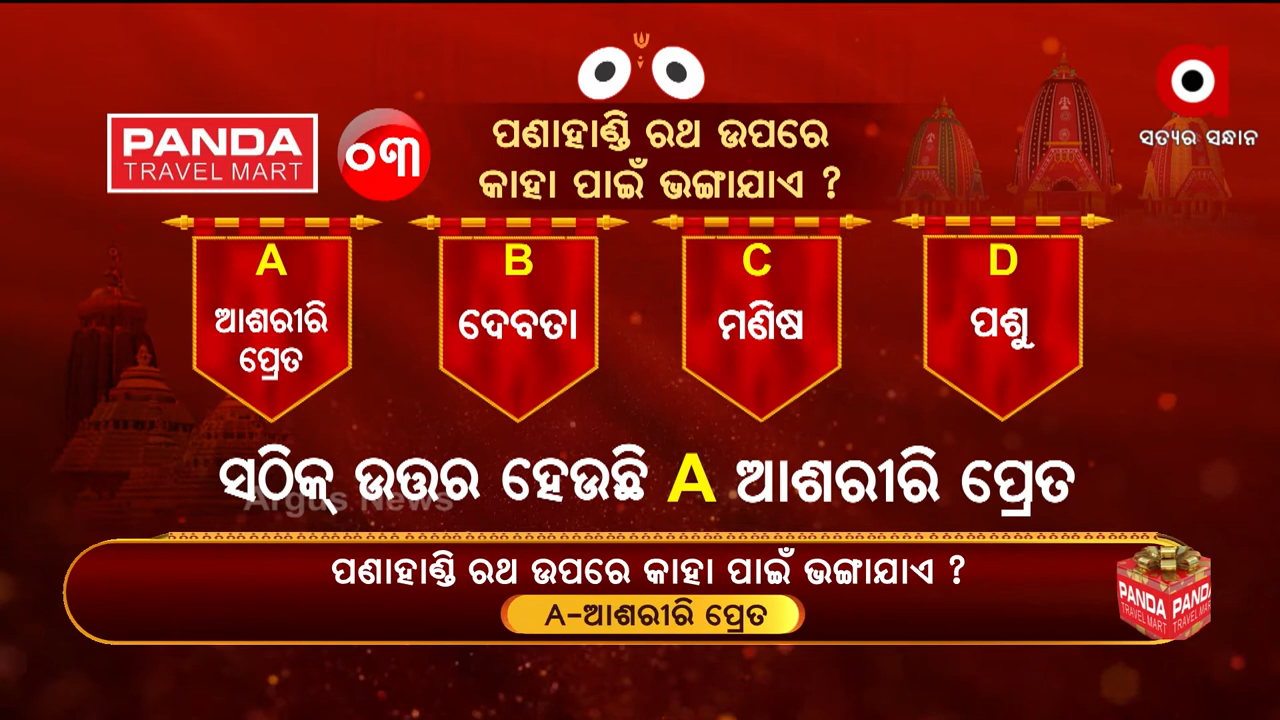 PANDA
TRAVEL MART
୦୩
ପଣାହାଣ୍ଡି ରଥ ଉପରେ
କାହା ପାଇଁ ଭଙ୍ଗାଯାଏ ?
ସତ୍ୟର ସନ୍ଧାନ
A
ଆଶରୀରି
ପ୍ରେତ
B
ଦେବତା
C
ମଣିଷ
D
ପଶୁ
ସଠିକ୍ ଉତ୍ତର ହେଉଛି A ଆଶରୀରି ପ୍ରେତ
Argus News
ପଣାହାଣ୍ଡି ରଥ ଉପରେ କାହା ପାଇଁ ଭଙ୍ଗାଯାଏ ?
A-ଆଶରୀରି ପ୍ରେତ
PANDA
TRAVEL MART
PANDA
TRAVEL MART